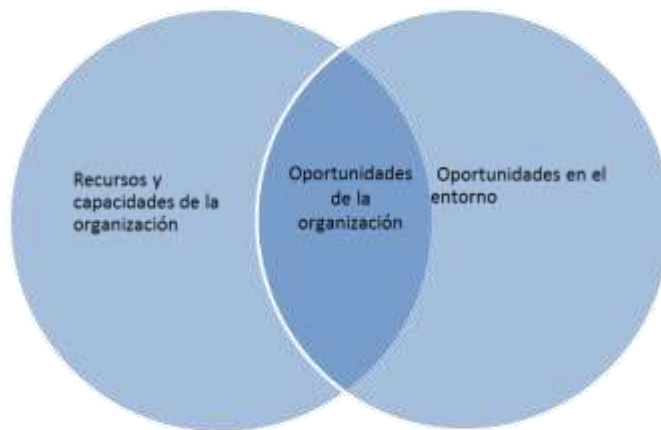 Recursos y
capacidades de la
organización
Oportunidades
de la
organización
Oportunidades en el
entorno